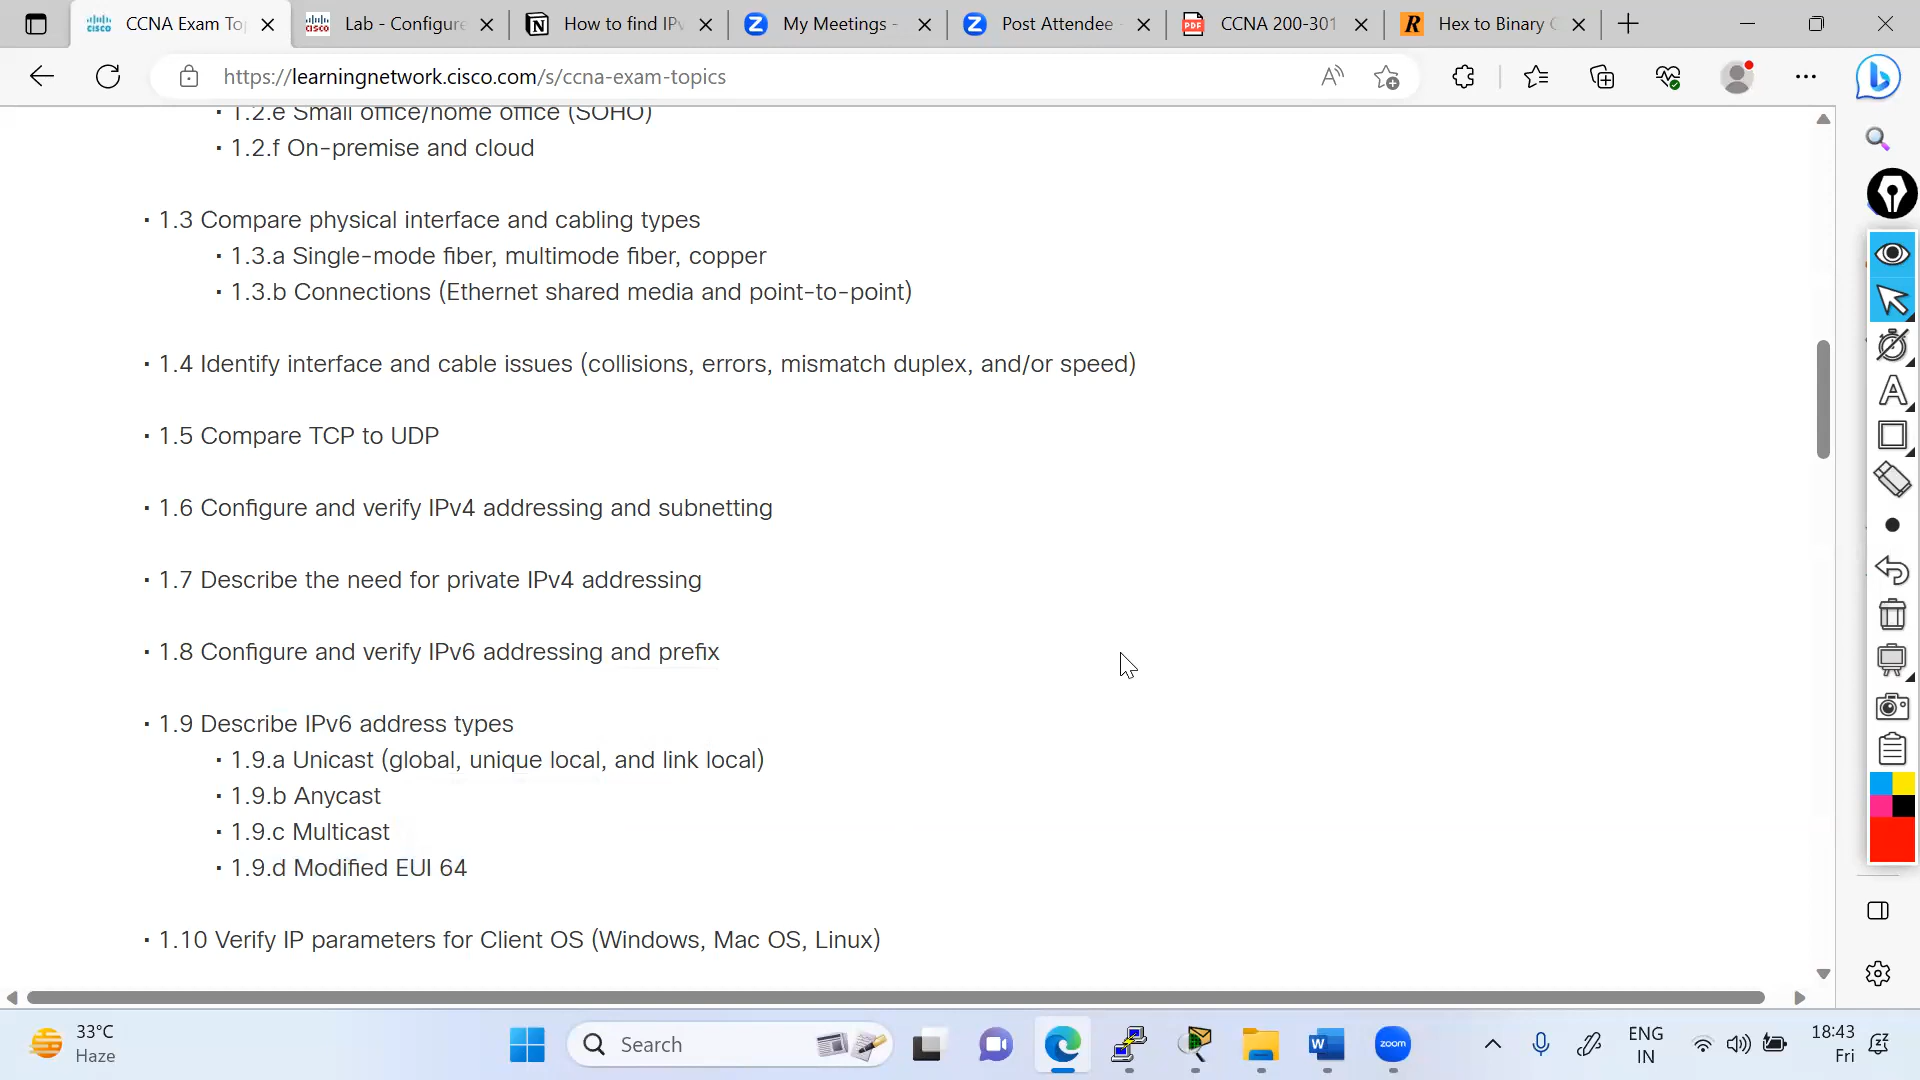 CCNA Exam To
Lab - Configure
How to find IPv
My Meetings -
Post Attendee
CCNA 200-301
Hex to Binary C
https://learningnetwork.cisco.com/s/ccna-exam-topics
• 1.2.e Small office/home office (SOHO)
• 1.2.f On-premise and cloud
• 1.3 Compare physical interface and cabling types
• 1.3.a Single-mode fiber, multimode fiber, copper
• 1.3.b Connections (Ethernet shared media and point-to-point)
• 1.4 Identify interface and cable issues (collisions, errors, mismatch duplex, and/or speed)
• 1.5 Compare TCP to UDP
• 1.6 Configure and verify IPv4 addressing and subnetting
• 1.7 Describe the need for private IPv4 addressing
• 1.8 Configure and verify IPv6 addressing and prefix
• 1.9 Describe IPv6 address types
• 1.9.a Unicast (global, unique local, and link local)
• 1.9.b Anycast
• 1.9.c Multicast
• 1.9.d Modified EUI 64
• 1.10 Verify IP parameters for Client OS (Windows, Mac OS, Linux)
33°C
Haze
Search
zoom
ENG
IN
18:43
Fri